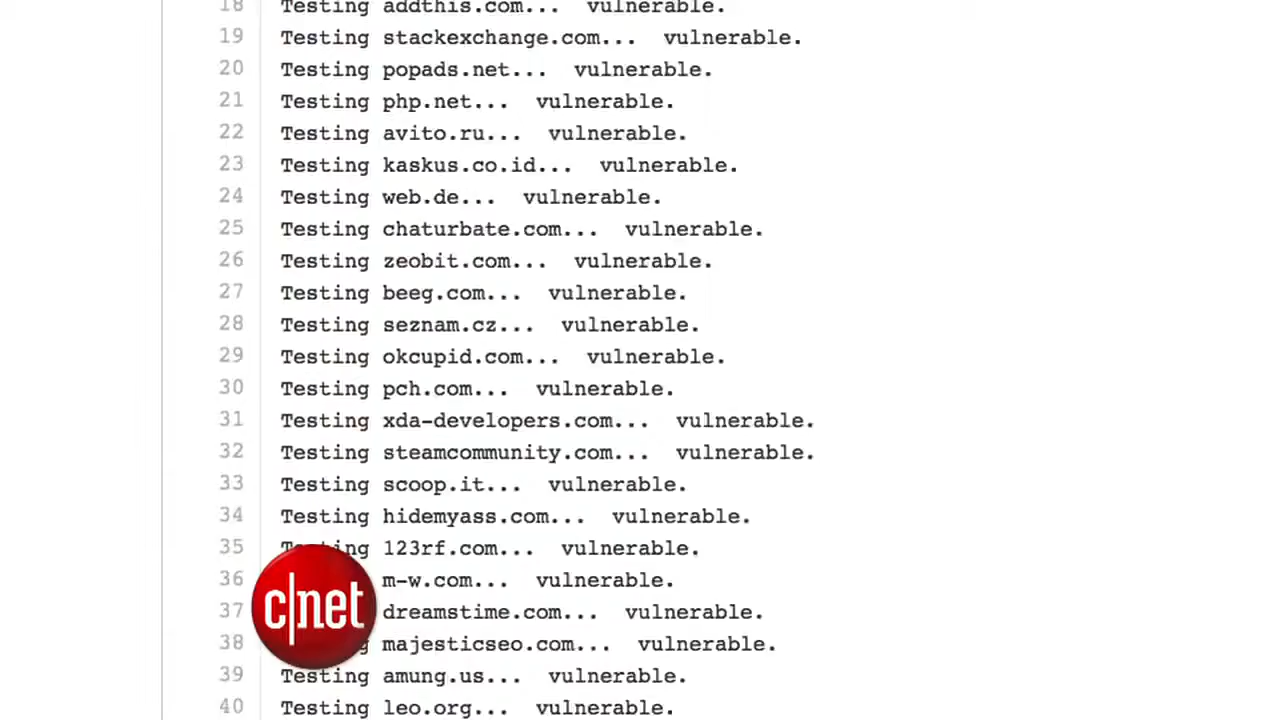 18 Testing addthis.com... vulnerable.
19 Testing stackexchange.com... vulnerable.
20 Testing popads.net... vulnerable.
21 Testing php.net... vulnerable.
22 Testing avito.ru... vulnerable.
23 Testing kaskus.co.id... vulnerable.
24 Testing web.de... vulnerable.
25 Testing chaturbate.com... vulnerable.
26 Testing zeobit.com... vulnerable.
27 Testing beeg.com... vulnerable.
28 Testing seznam.cz... vulnerable.
29 Testing okcupid.com... vulnerable.
30 Testing pch.com... vulnerable.
31 Testing xda-developers.com... vulnerable.
32 Testing steamcommunity.com... vulnerable.
33 Testing scoop.it... vulnerable.
34 Testing hidemyass.com... vulnerable.
35 Testing 123rf.com... vulnerable.
36 m-w.com... vulnerable.
37 dreamstime.com... vulnerable.
38 majesticseo.com... vulnerable.
39 Testing amung.us... vulnerable.
40 Testing leo.org... vulnerable.
c|net